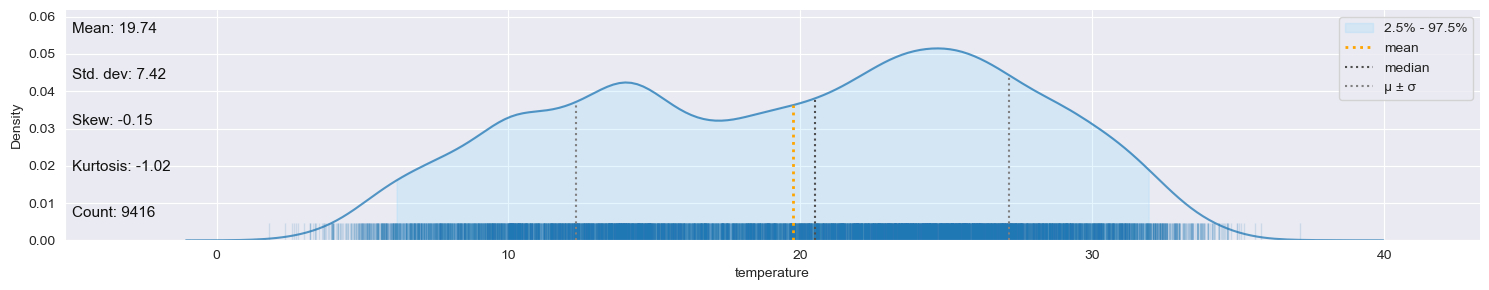 0.06
0.05
0.04
0.03
0.02
0.01
0.00
Density
Mean: 19.74
Std. dev: 7.42
Skew: -0.15
Kurtosis: -1.02
Count: 9416
2.5% - 97.5%
mean
median
μ ± σ
0
10
20
30
40
temperature